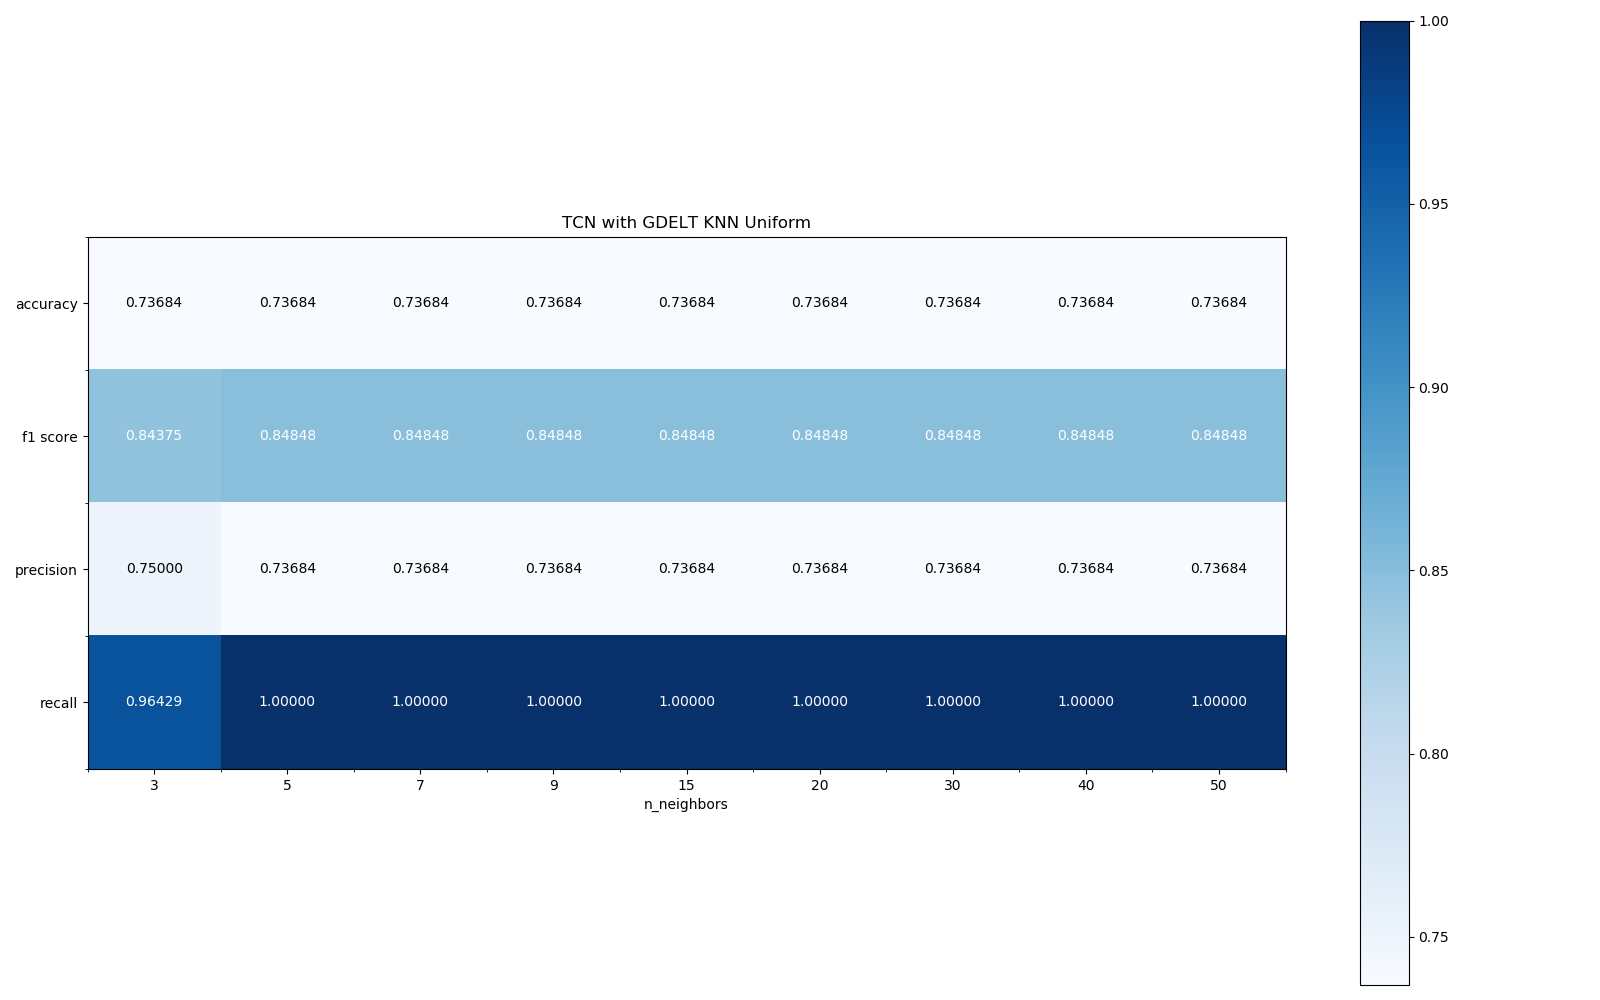 TCN with GDELT KNN Uniform
accuracy 0.73684 0.73684 0.73684 0.73684 0.73684 0.73684 0.73684 0.73684 0.73684
f1 score 0.84375 0.84848 0.84848 0.84848 0.84848 0.84848 0.84848 0.84848 0.84848
precision 0.75000 0.73684 0.73684 0.73684 0.73684 0.73684 0.73684 0.73684 0.73684
recall 0.96429 1.00000 1.00000 1.00000 1.00000 1.00000 1.00000 1.00000 1.00000
3 5 7 9 15 20 30 40 50
n_neighbors
1.00
0.95
0.90
0.85
0.80
0.75